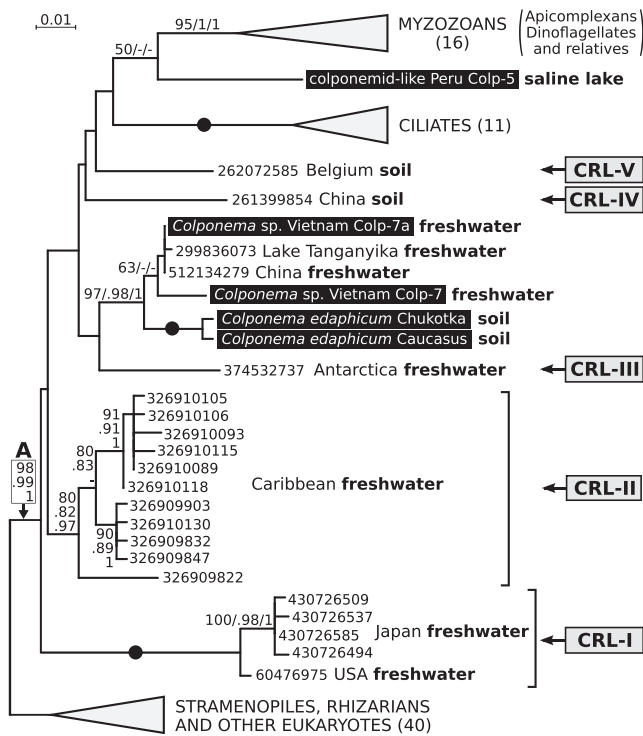 0.01
95/1/1
MYZOZOANS
(16)
Apicomplexans
Dinoflagellates
and relatives
50/-/-
colponemid-like Peru Colp-5 saline lake
CILIATES (11)
262072585 Belgium soil
CRL-V
261399854 China soil
CRL-IV
Colponema sp. Vietnam Colp-7a freshwater
299836073 Lake Tanganyika freshwater
63/-/-
512134279 China freshwater
97/.98/1
Colponema sp. Vietnam Colp-7 freshwater
Colponema edaphicum Chukotka soil
Colponema edaphicum Caucasus soil
374532737 Antarctica freshwater
CRL-III
326910105
91
.91
1
326910106
326910093
80
.83
-
326910115
326910089
326910118
Caribbean freshwater
CRL-II
A
98
.99
1
80
.82
.97
326909903
326910130
90
.89
1
326909832
326909847
326909822
430726509
100/.98/1
430726537
430726585
Japan freshwater
CRL-I
430726494
60476975 USA freshwater
STRAMENOPILES, RHIZARIANS
AND OTHER EUKARYOTES (40)